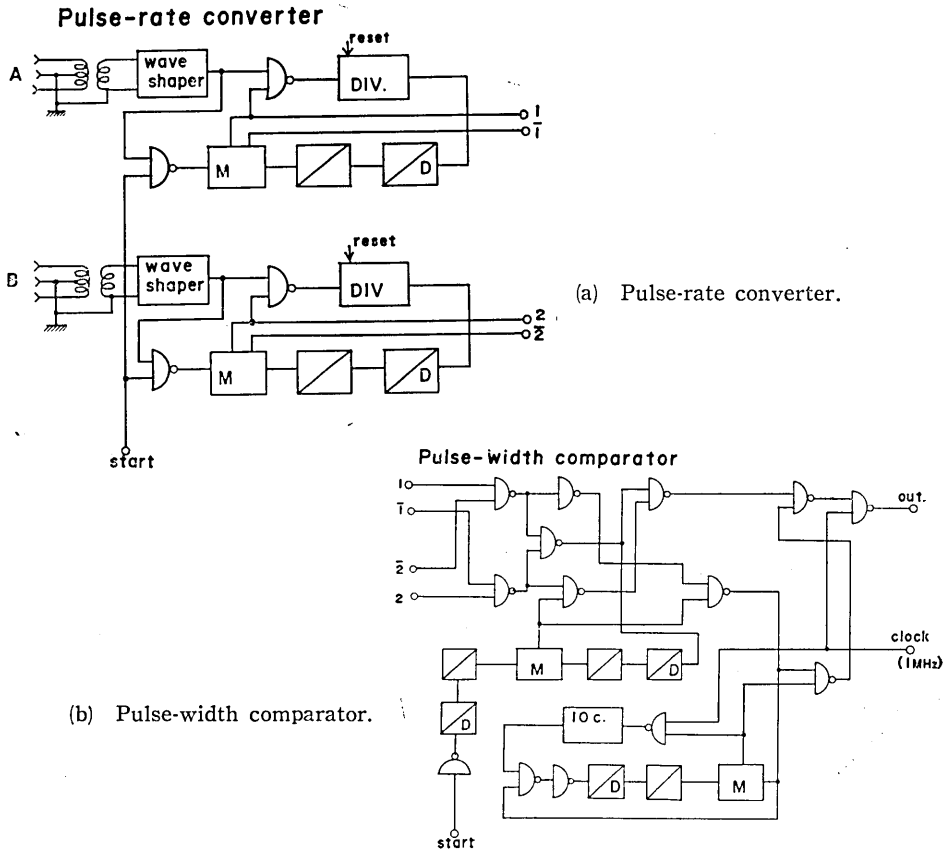 Pulse-rate converter
reset
A
wave shaper
DIV.
1
1̅
M
D
reset
B
wave shaper
DIV
2
2̅
M
D
start
(a) Pulse-rate converter.
Pulse-width comparator
1
1̅
2̅
2
out.
clock
(1MHz)
M
D
D
10 c.
D
M
start
(b) Pulse-width comparator.